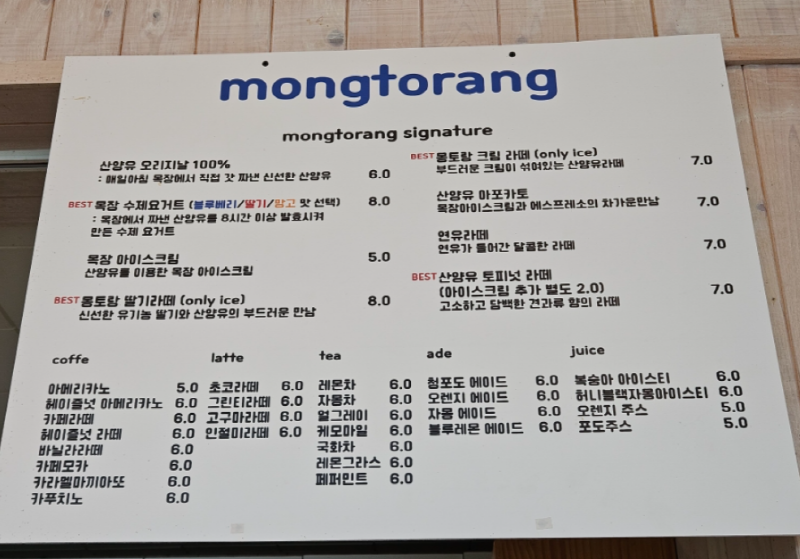 mongtorang
mongtorang signature
산양유 오리지날 100% 6.0
: 매일아침 목장에서 직접 갓 짜낸 신선한 산양유
BEST 목장 수제요거트 (블루베리/딸기/망고 맛 선택) 8.0
: 목장에서 짜낸 산양유를 8시간 이상 발효시켜
만든 수제 요거트
목장 아이스크림 5.0
산양유를 이용한 목장 아이스크림
BEST 몽토랑 딸기라떼 (only ice) 8.0
신선한 유기농 딸기와 산양유의 부드러운 만남
BEST 몽토랑 크림 라떼 (only ice) 7.0
부드러운 크림이 섞여있는 산양유라떼
산양유 아포카토 7.0
목장아이스크림과 에스프레소의 차가운만남
연유라떼 7.0
연유가 들어간 달콤한 라떼
BEST 산양유 토피넛 라떼 7.0
(아이스크림 추가 별도 2.0)
고소하고 담백한 견과류 향의 라떼
coffe
아메리카노 5.0
헤이즐넛 아메리카노 6.0
카페라떼 6.0
헤이즐넛 라떼 6.0
바닐라라떼 6.0
카페모카 6.0
카라멜마끼아또 6.0
카푸치노 6.0
latte
초코라떼 6.0
그린티라떼 6.0
고구마라떼 6.0
인절미라떼 6.0
tea
레몬차 6.0
자몽차 6.0
얼그레이 6.0
케모마일 6.0
국화차 6.0
레몬그라스 6.0
페퍼민트 6.0
ade
청포도 에이드 6.0
오렌지 에이드 6.0
자몽 에이드 6.0
블루레몬 에이드 6.0
juice
복숭아 아이스티 6.0
허니블랙자몽아이스티 6.0
오렌지 주스 5.0
포도주스 5.0